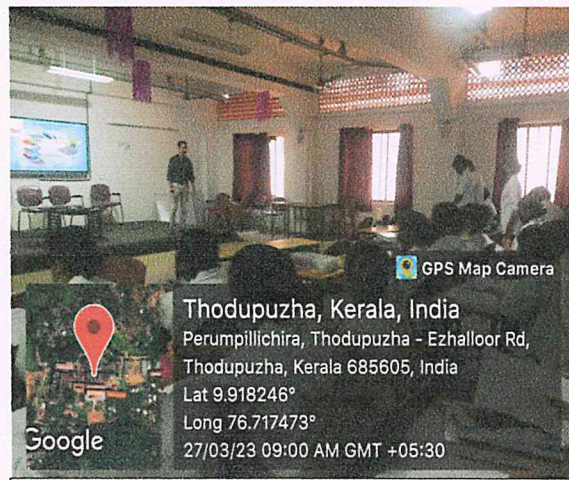 GPS Map Camera
Thodupuzha, Kerala, India
Perumpillichira, Thodupuzha - Ezhalloor Rd,
Thodupuzha, Kerala 685605, India
Lat 9.918246°
Long 76.717473°
27/03/23 09:00 AM GMT +05:30
Google